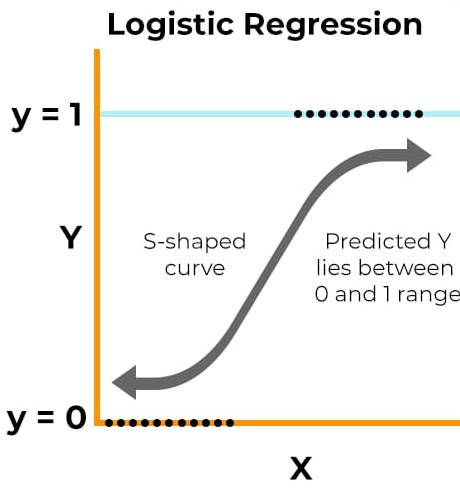 Logistic Regression
y = 1
Y
S-shaped
curve
Predicted Y
lies between
0 and 1 range
y = 0
X